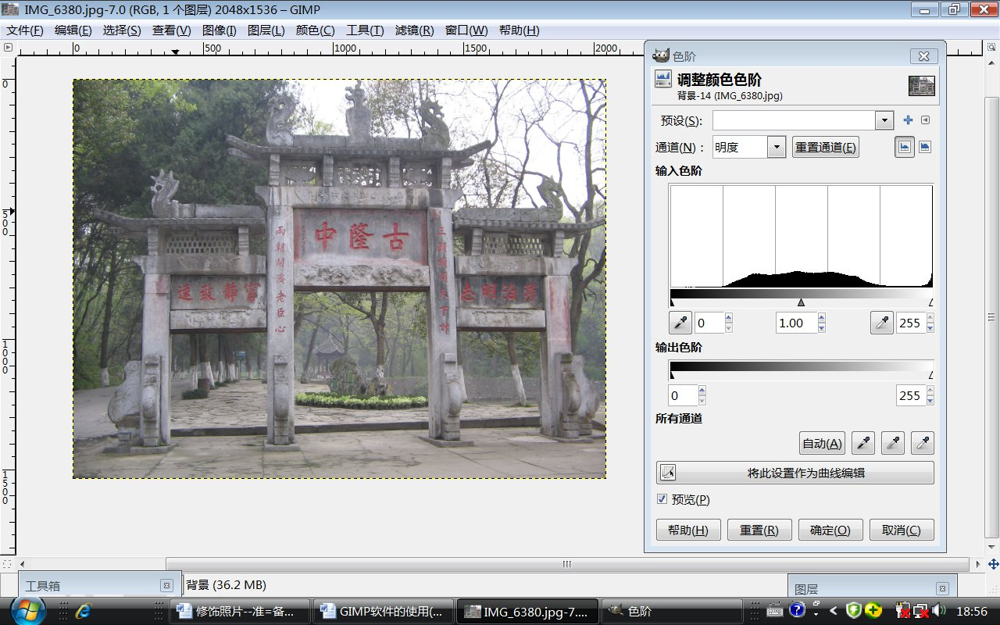 IMG_6380.jpg-7.0 (RGB, 1 个图层) 2048x1536 – GIMP
文件(F) 编辑(E) 选择(S) 查看(V) 图像(I) 图层(L) 颜色(C) 工具(T) 滤镜(R) 窗口(W) 帮助(H)
0 500 1000 1500 2000
0
500
1000
1500
中隆古
兩朝開濟老臣心
三顧頻煩天下計
遠致靜寧
志明泊澹
色阶
调整颜色色阶
背景-14 (IMG_6380.jpg)
预设(S):
通道(N)： 明度 重置通道(E)
输入色阶
0 1.00 255
输出色阶
0 255
所有通道
自动(A)
将此设置作为曲线编辑
预览(P)
帮助(H) 重置(R) 确定(O) 取消(C)
工具箱 背景 (36.2 MB) 图层
修饰照片--准=备... GIMP软件的使用(... IMG_6380.jpg-7.... 色阶 18:56